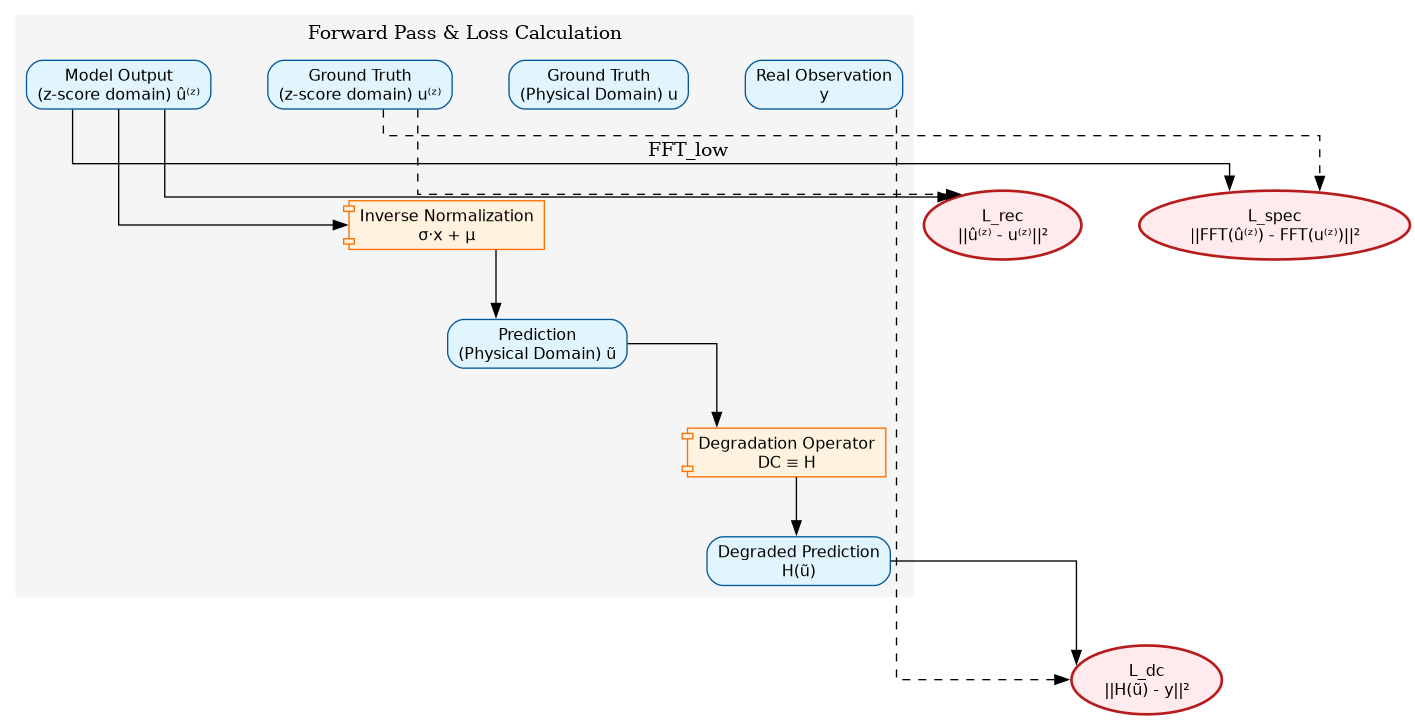 Forward Pass & Loss Calculation
Model Output
(z-score domain) û⁽ᶻ⁾
Ground Truth
(z-score domain) u⁽ᶻ⁾
Ground Truth
(Physical Domain) u
Real Observation
y
FFT_low
Inverse Normalization
σ·x + μ
L_rec
||û⁽ᶻ⁾ - u⁽ᶻ⁾||²
L_spec
||FFT(û⁽ᶻ⁾) - FFT(u⁽ᶻ⁾)||²
Prediction
(Physical Domain) ũ
Degradation Operator
DC ≡ H
Degraded Prediction
H(ũ)
L_dc
||H(ũ) - y||²